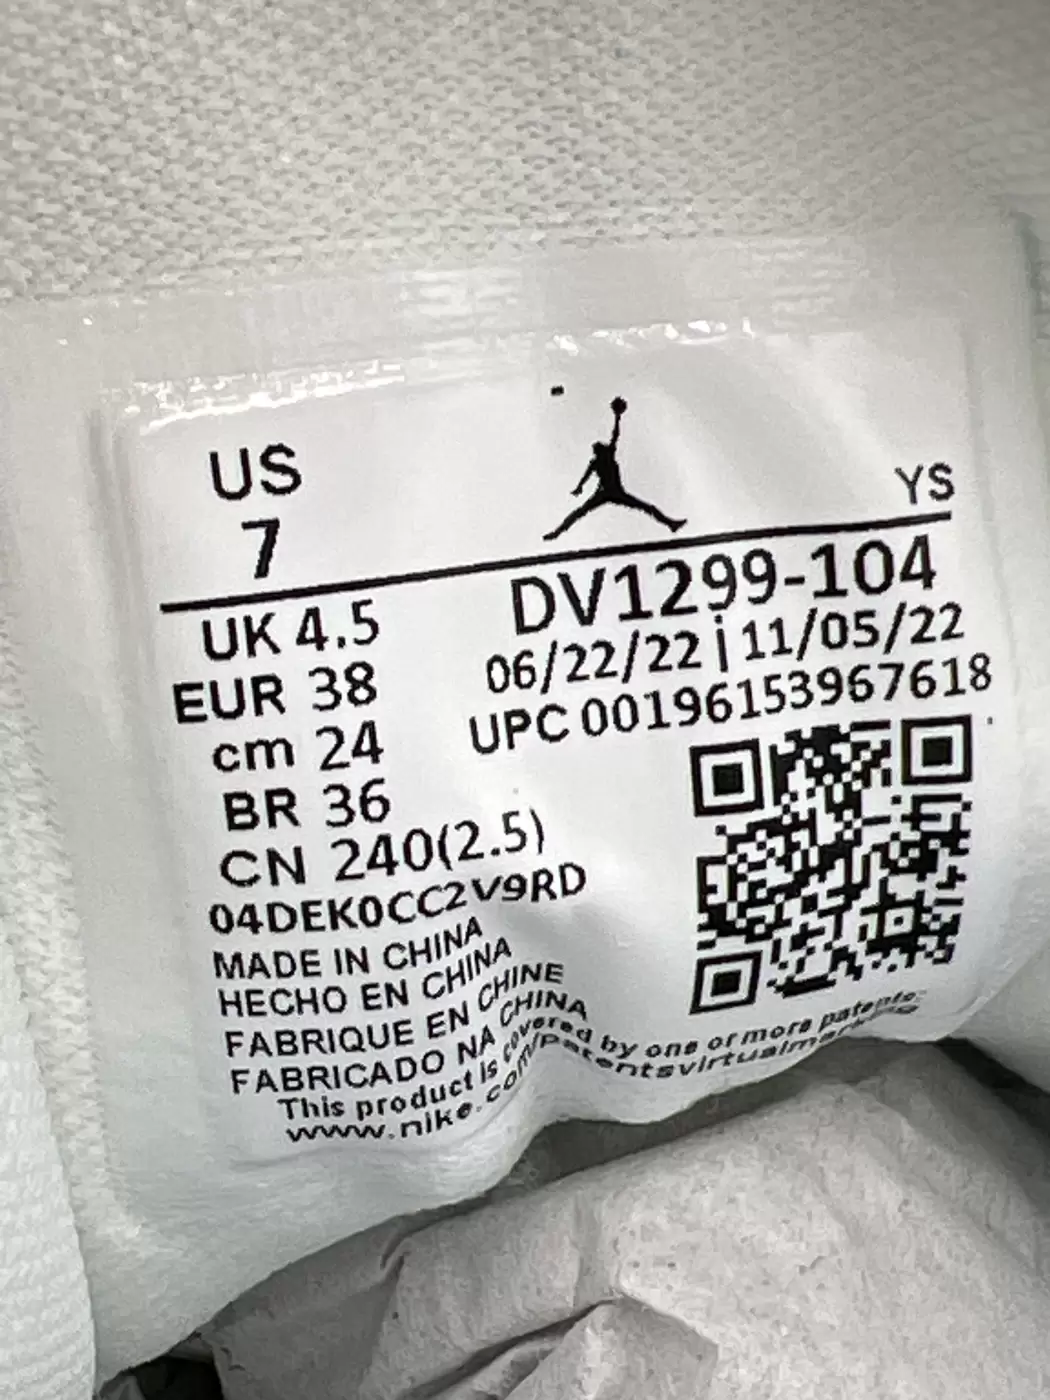 US
7
YS
UK 4.5
EUR 38
cm 24
BR 36
CN 240(2.5)
DV1299-104
06/22/22 | 11/05/22
UPC 00196153967618
04DEK0CC2V9RD
MADE IN CHINA
HECHO EN CHINA
FABRIQUE EN CHINE
FABRICADO NA CHINA
This product is covered by one or more patents:
www.nike.com/patentsvirtualmarking